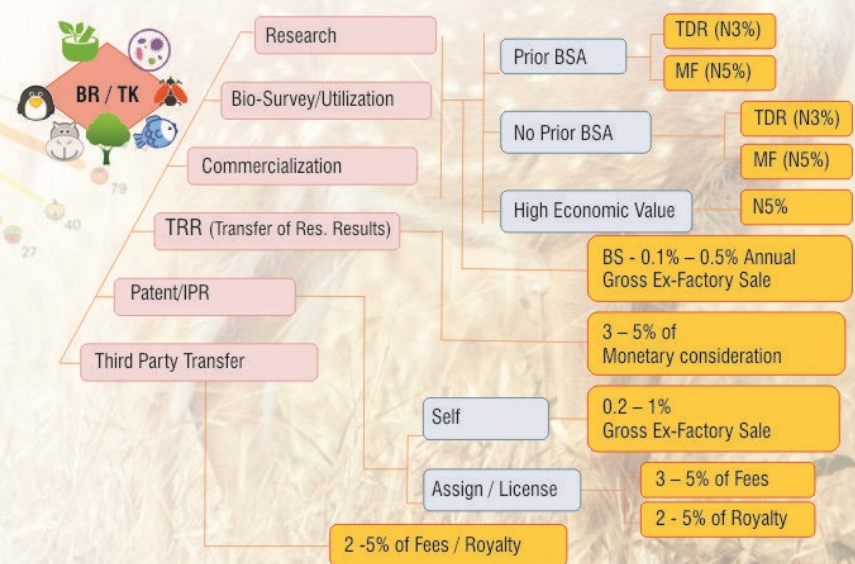 BR / TK
Research
Bio-Survey/Utilization
Commercialization
TRR (Transfer of Res. Results)
Patent/IPR
Third Party Transfer
Prior BSA
TDR (N3%)
MF (N5%)
No Prior BSA
TDR (N3%)
MF (N5%)
High Economic Value
N5%
BS - 0.1% – 0.5% Annual
Gross Ex-Factory Sale
3 – 5% of
Monetary consideration
Self
0.2 – 1%
Gross Ex-Factory Sale
Assign / License
3 – 5% of Fees
2 - 5% of Royalty
2 -5% of Fees / Royalty
79
40
27